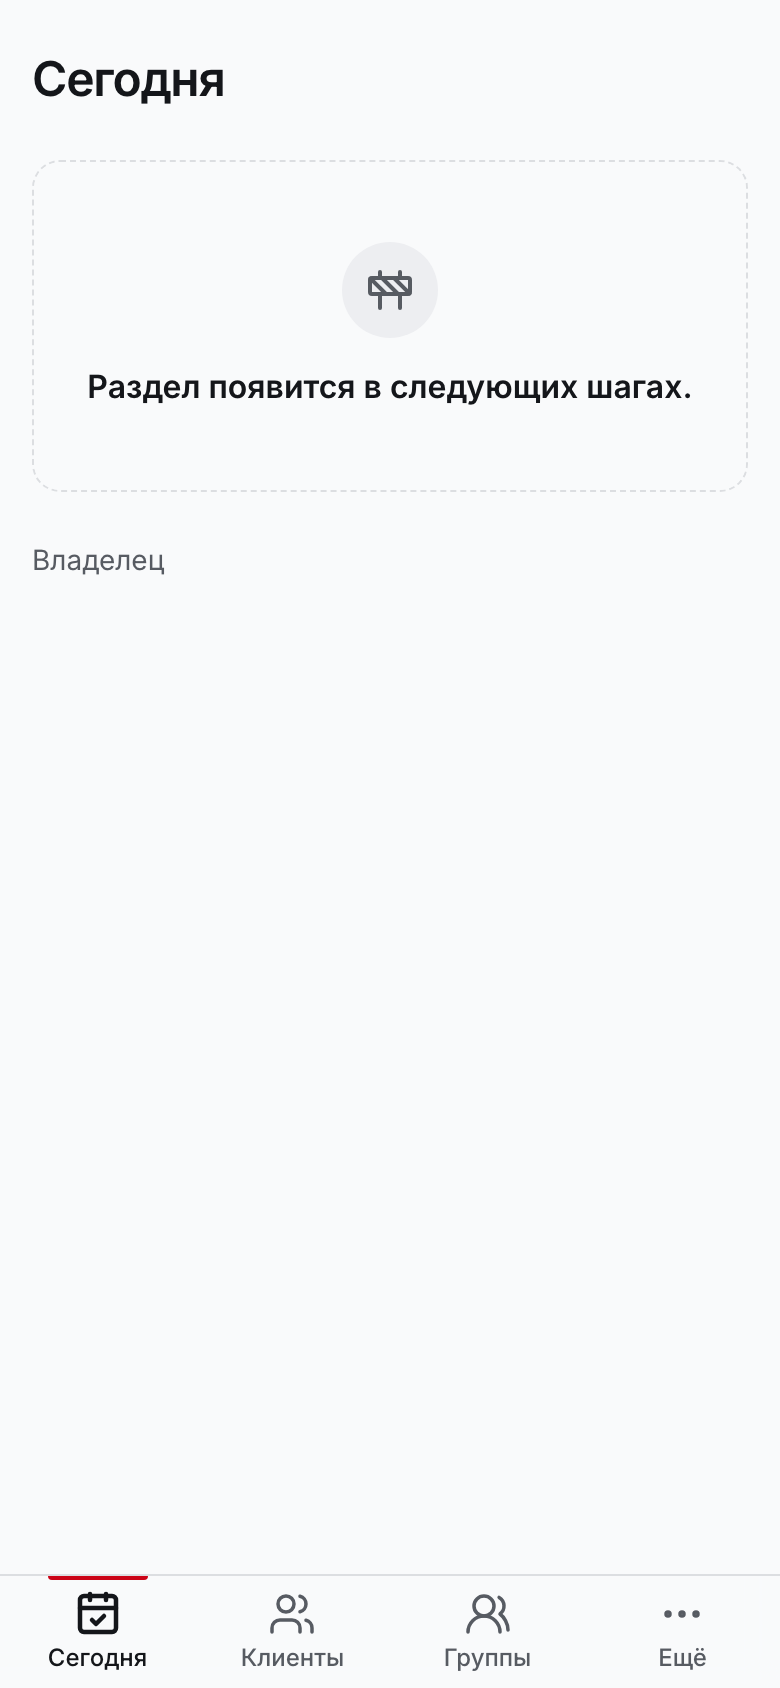 Сегодня
Раздел появится в следующих шагах.
Владелец
Сегодня
Клиенты
Группы
Ещё